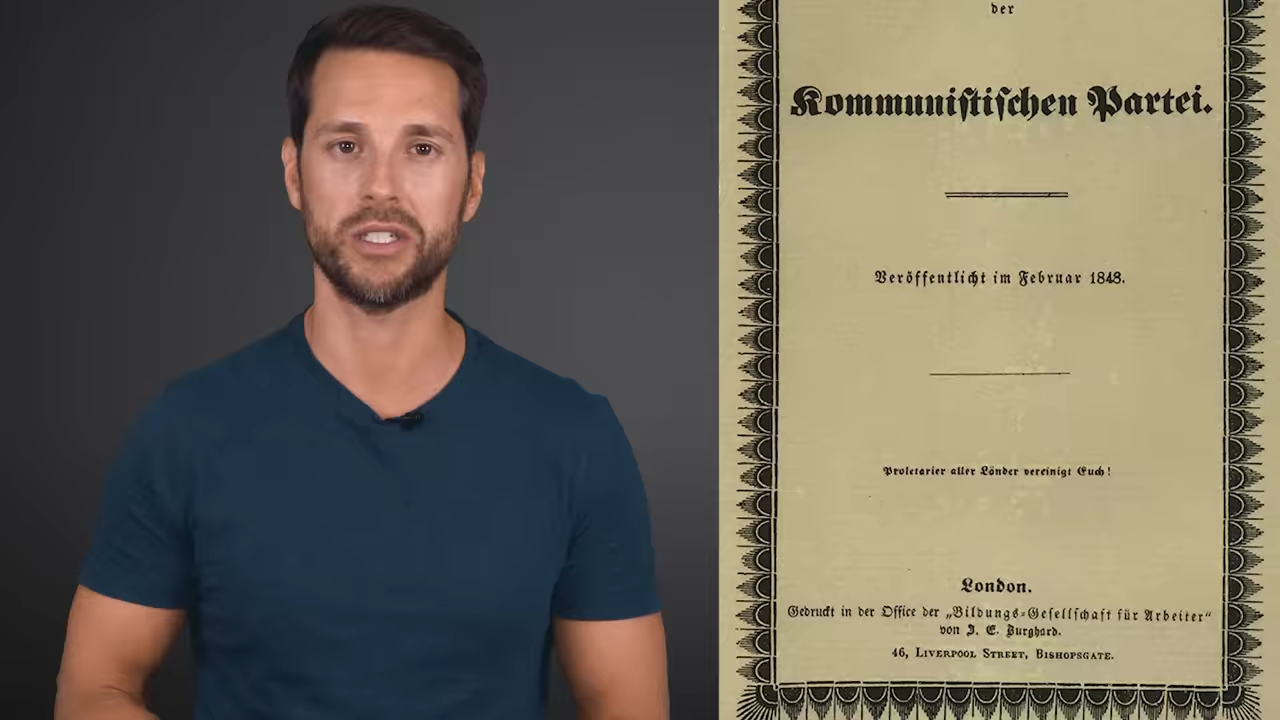 der
Kommunistischen Partei.
Veröffentlicht im Februar 1848.
Proletarier aller Länder vereinigt Euch!
London.
Gedruckt in der Office der „Bildungs-Gesellschaft für Arbeiter“
von J. E. Burghard.
46, Liverpool Street, Bishopsgate.